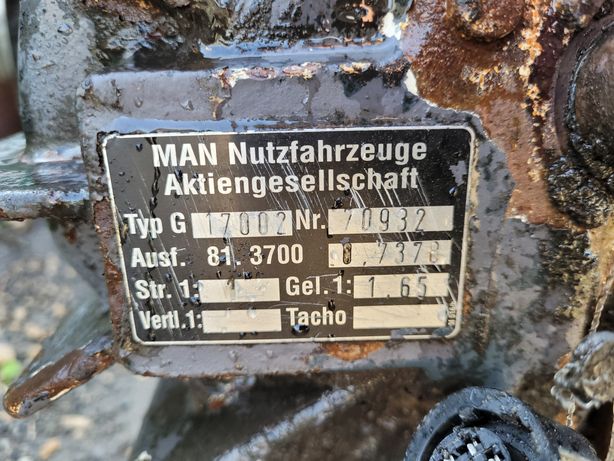 MAN Nutzfahrzeuge
Aktiengesellschaft
Typ G 17002 Nr. 70932
Ausf. 81.3700 7378
Str. 1: Gel. 1: 1.65
Vertl. 1: Tacho